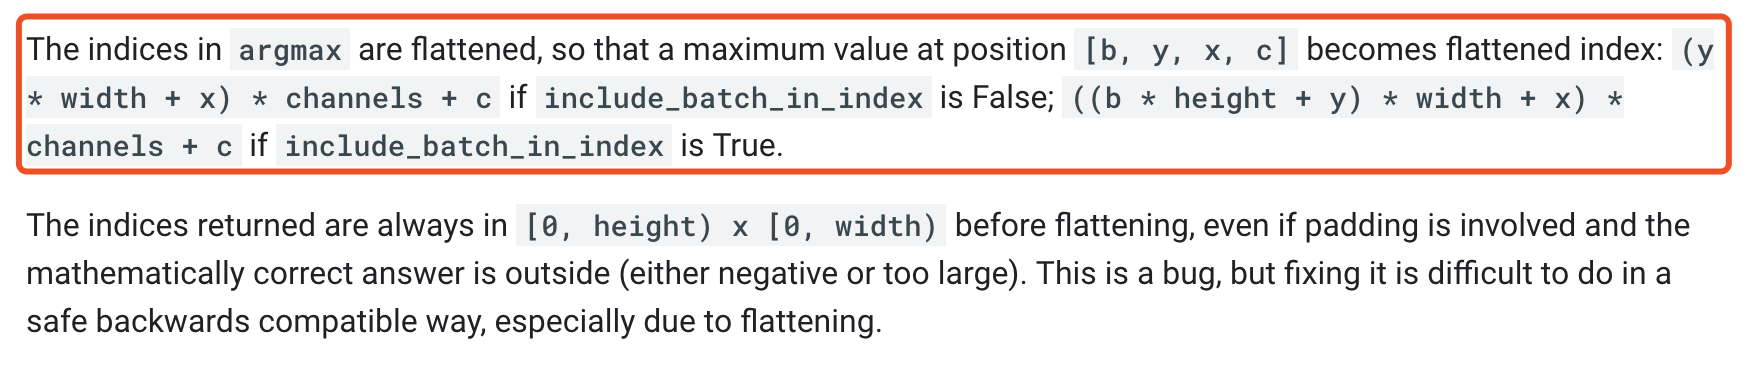 The indices in argmax are flattened, so that a maximum value at position [b, y, x, c] becomes flattened index: (y
* width + x) * channels + c if include_batch_in_index is False; ((b * height + y) * width + x) *
channels + c if include_batch_in_index is True.
The indices returned are always in [0, height) x [0, width) before flattening, even if padding is involved and the
mathematically correct answer is outside (either negative or too large). This is a bug, but fixing it is difficult to do in a
safe backwards compatible way, especially due to flattening.